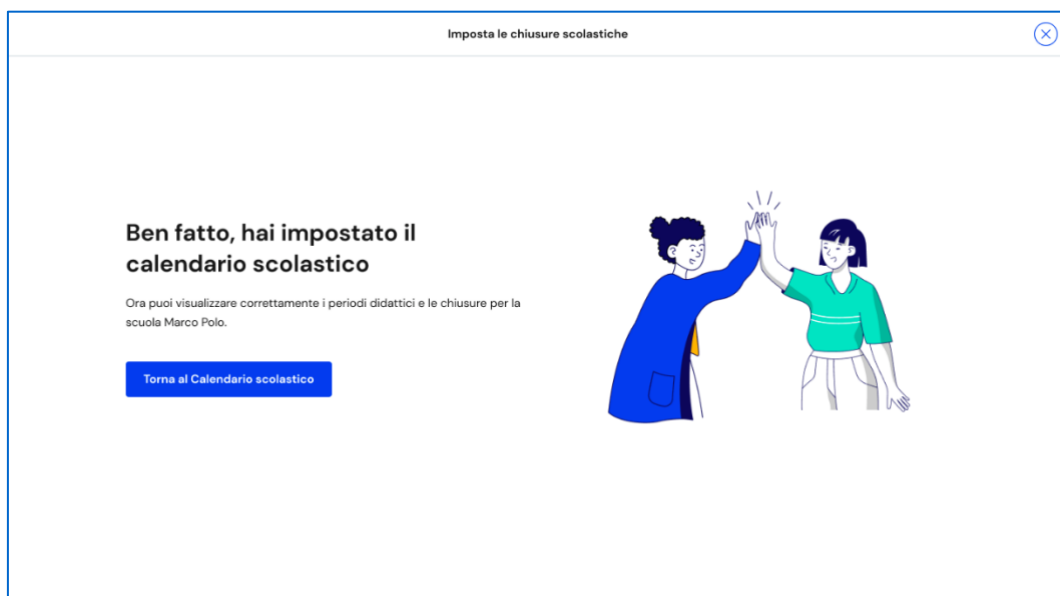 Imposta le chiusure scolastiche
Ben fatto, hai impostato il
calendario scolastico
Ora puoi visualizzare correttamente i periodi didattici e le chiusure per la
scuola Marco Polo.
Torna al Calendario scolastico